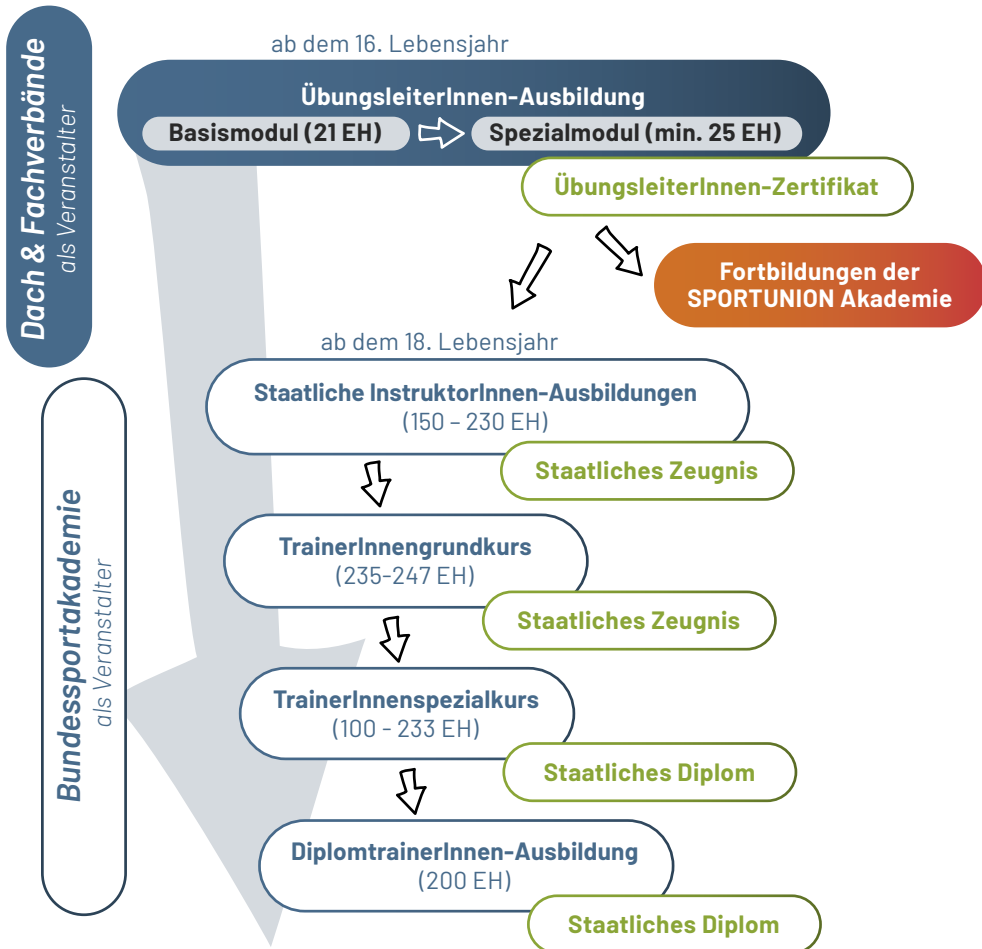 Dach & Fachverbände
als Veranstalter
ab dem 16. Lebensjahr
ÜbungsleiterInnen-Ausbildung
Basismodul (21 EH)
Spezialmodul (min. 25 EH)
ÜbungsleiterInnen-Zertifikat
Fortbildungen der
SPORTUNION Akademie
ab dem 18. Lebensjahr
Staatliche InstruktorInnen-Ausbildungen
(150 – 230 EH)
Staatliches Zeugnis
Bundessportakademie
als Veranstalter
TrainerInnengrundkurs
(235-247 EH)
Staatliches Zeugnis
TrainerInnenspezialkurs
(100 - 233 EH)
Staatliches Diplom
DiplomtrainerInnen-Ausbildung
(200 EH)
Staatliches Diplom